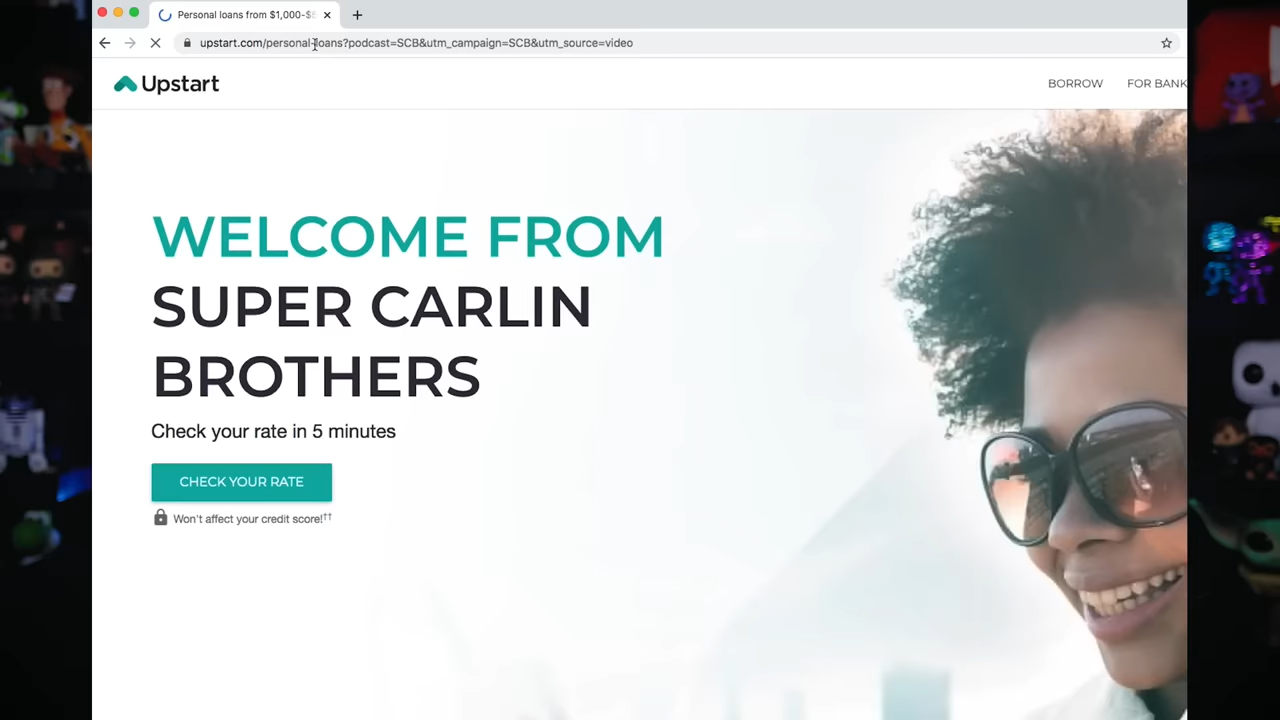 Personal loans from $1,000-$5
upstart.com/personal-loans?podcast=SCB&utm_campaign=SCB&utm_source=video
Upstart
BORROW
FOR BANK
WELCOME FROM
SUPER CARLIN
BROTHERS
Check your rate in 5 minutes
CHECK YOUR RATE
Won't affect your credit score!††